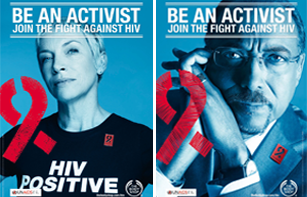 BE AN ACTIVIST
JOIN THE FIGHT AGAINST HIV
HIV
POSITIVE
BE AN ACTIVIST
JOIN THE FIGHT AGAINST HIV